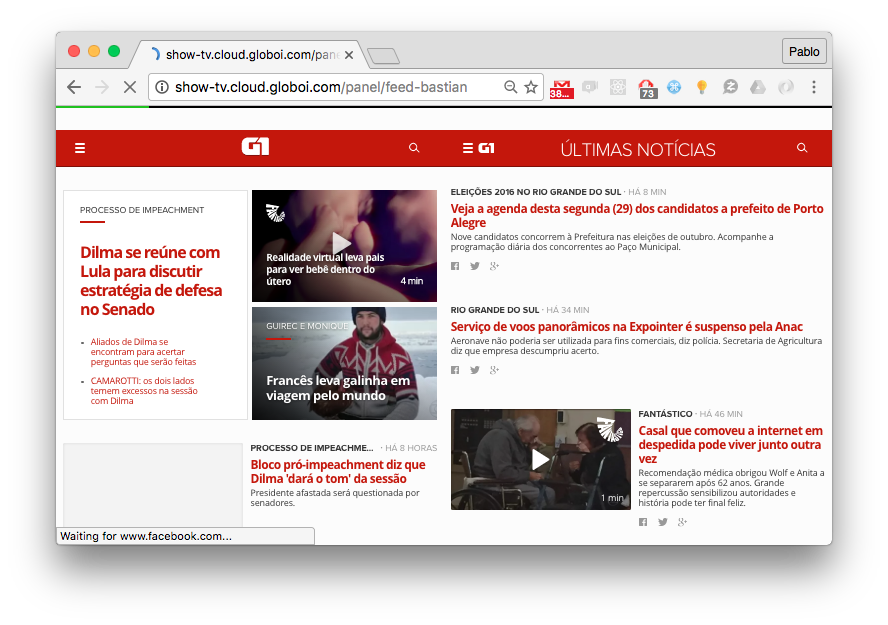 show-tv.cloud.globoi.com/pane
Pablo
show-tv.cloud.globoi.com/panel/feed-bastian
38...
73
G1
G1
ÚLTIMAS NOTÍCIAS
PROCESSO DE IMPEACHMENT
Dilma se reúne com
Lula para discutir
estratégia de defesa
no Senado
Aliados de Dilma se
encontram para acertar
perguntas que serão feitas
CAMAROTTI: os dois lados
temem excessos na sessão
com Dilma
Realidade virtual leva pais
para ver bebê dentro do
útero
4 min
GUIREC E MONIQUE
Francês leva galinha em
viagem pelo mundo
PROCESSO DE IMPEACHME... · HÁ 8 HORAS
Bloco pró-impeachment diz que
Dilma 'dará o tom' da sessão
Presidente afastada será questionada por
senadores.
ELEIÇÕES 2016 NO RIO GRANDE DO SUL · HÁ 8 MIN
Veja a agenda desta segunda (29) dos candidatos a prefeito de Porto
Alegre
Nove candidatos concorrem à Prefeitura nas eleições de outubro. Acompanhe a
programação diária dos concorrentes ao Paço Municipal.
RIO GRANDE DO SUL · HÁ 34 MIN
Serviço de voos panorâmicos na Expointer é suspenso pela Anac
Aeronave não poderia ser utilizada para fins comerciais, diz polícia. Secretaria de Agricultura
diz que empresa descumpriu acerto.
1 min
FANTÁSTICO · HÁ 46 MIN
Casal que comoveu a internet em
despedida pode viver junto outra
vez
Recomendação médica obrigou Wolf e Anita a
se separarem após 62 anos. Grande
repercussão sensibilizou autoridades e
história pode ter final feliz.
Waiting for www.facebook.com...